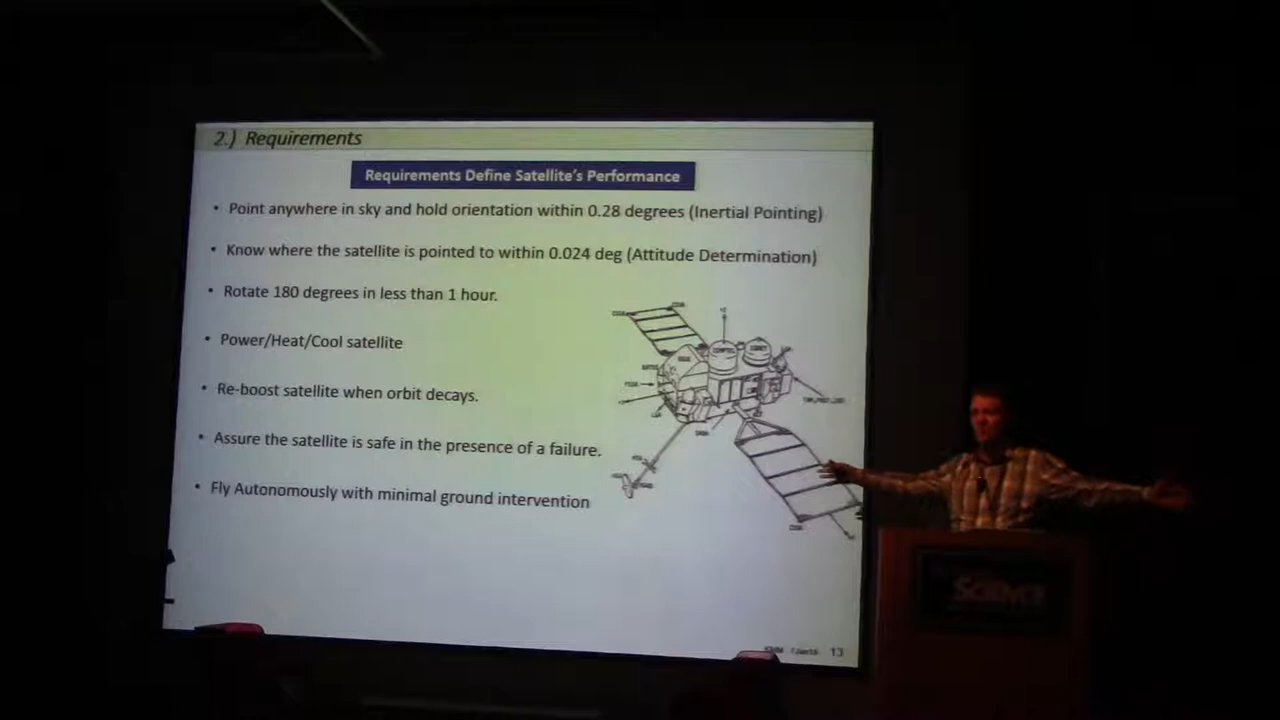 2.) Requirements
Requirements Define Satellite's Performance
• Point anywhere in sky and hold orientation within 0.28 degrees (Inertial Pointing)
• Know where the satellite is pointed to within 0.024 deg (Attitude Determination)
• Rotate 180 degrees in less than 1 hour.
• Power/Heat/Cool satellite
• Re-boost satellite when orbit decays.
• Assure the satellite is safe in the presence of a failure.
• Fly Autonomously with minimal ground intervention
13
SCIENCE